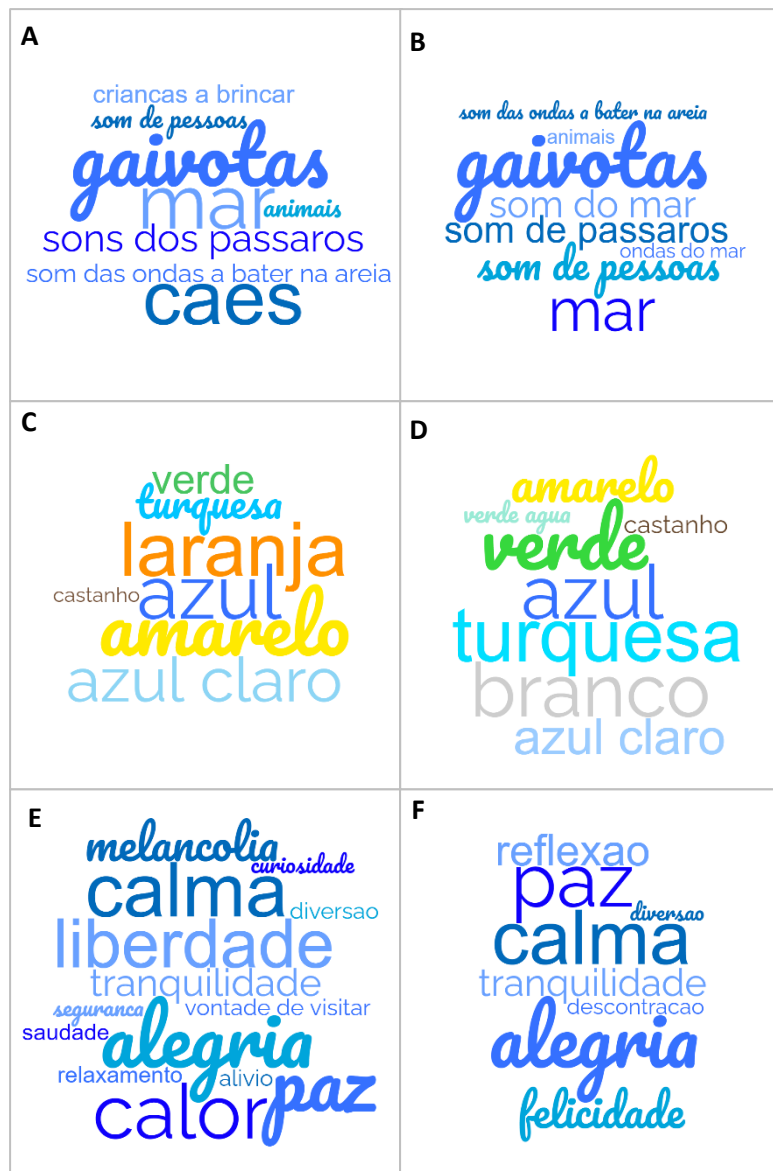 A
crianças a brincar
som de pessoas
gaivotas
mar
animais
sons dos passaros
som das ondas a bater na areia
caes
B
som das ondas a bater na areia
animais
gaivotas
som do mar
som de passaros
ondas do mar
som de pessoas
mar
C
verde
turquesa
laranja
azul
castanho
amarelo
azul claro
D
amarelo
verde agua
castanho
verde
azul
turquesa
branco
azul claro
E
melancolia
curiosidade
calma
diversao
liberdade
tranquilidade
seguranca
vontade de visitar
saudade
alegria
relaxamento
alivio
paz
calor
F
reflexao
paz
diversao
calma
tranquilidade
descontracao
alegria
felicidade